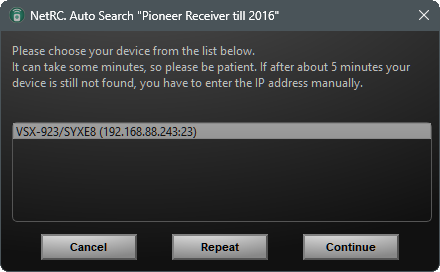 NetRC. Auto Search "Pioneer Receiver till 2016"
Please choose your device from the list below.
It can take some minutes, so please be patient. If after about 5 minutes your
device is still not found, you have to enter the IP address manually.
VSX-923/SYXE8 (192.168.88.243:23)
Cancel
Repeat
Continue